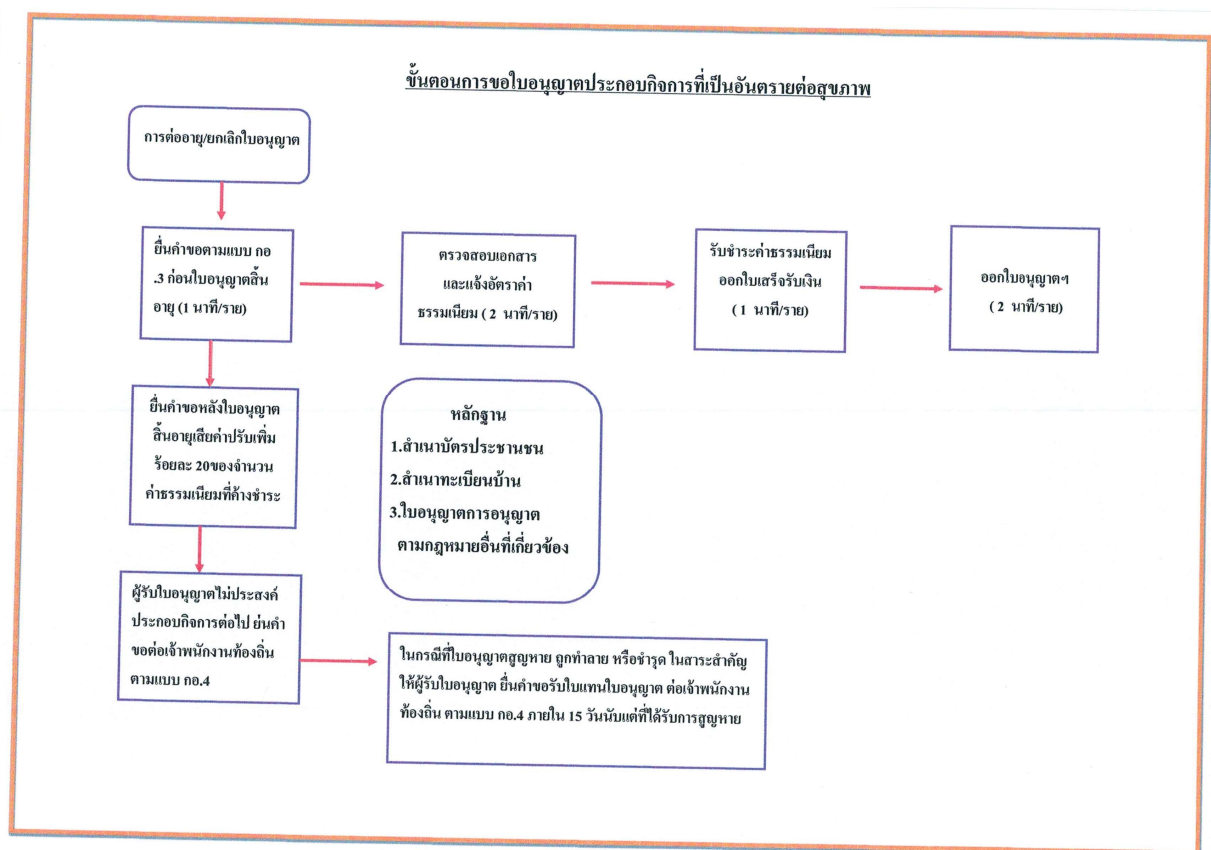 ขั้นตอนการขอใบอนุญาตประกอบกิจการที่เป็นอันตรายต่อสุขภาพ
การต่ออายุ/ยกเลิกใบอนุญาต
ยื่นคำขอตามแบบ กอ
.3 ก่อนใบอนุญาตสิ้น
อายุ (1 นาที/ราย)
ตรวจสอบเอกสาร
และแจ้งอัตราค่า
ธรรมเนียม ( 2 นาที/ราย)
รับชำระค่าธรรมเนียม
ออกใบเสร็จรับเงิน
( 1 นาที/ราย)
ออกใบอนุญาตฯ
( 2 นาที/ราย)
ยื่นคำขอหลังใบอนุญาต
สิ้นอายุเสียค่าปรับเพิ่ม
ร้อยละ 20ของจำนวน
ค่าธรรมเนียมที่ค้างชำระ
หลักฐาน
1.สำเนาบัตรประชานชน
2.สำเนาทะเบียนบ้าน
3.ใบอนุญาตการอนุญาต
ตามกฎหมายอื่นที่เกี่ยวข้อง
ผู้รับใบอนุญาตไม่ประสงค์
ประกอบกิจการต่อไป ย่นคำ
ขอต่อเจ้าพนักงานท้องถิ่น
ตามแบบ กอ.4
ในกรณีที่ใบอนุญาตสูญหาย ถูกทำลาย หรือชำรุด ในสาระสำคัญ
ให้ผู้รับใบอนุญาต ยื่นคำขอรับใบแทนใบอนุญาต ต่อเจ้าพนักงาน
ท้องถิ่น ตามแบบ กอ.4 ภายใน 15 วันนับแต่ที่ได้รับการสูญหาย